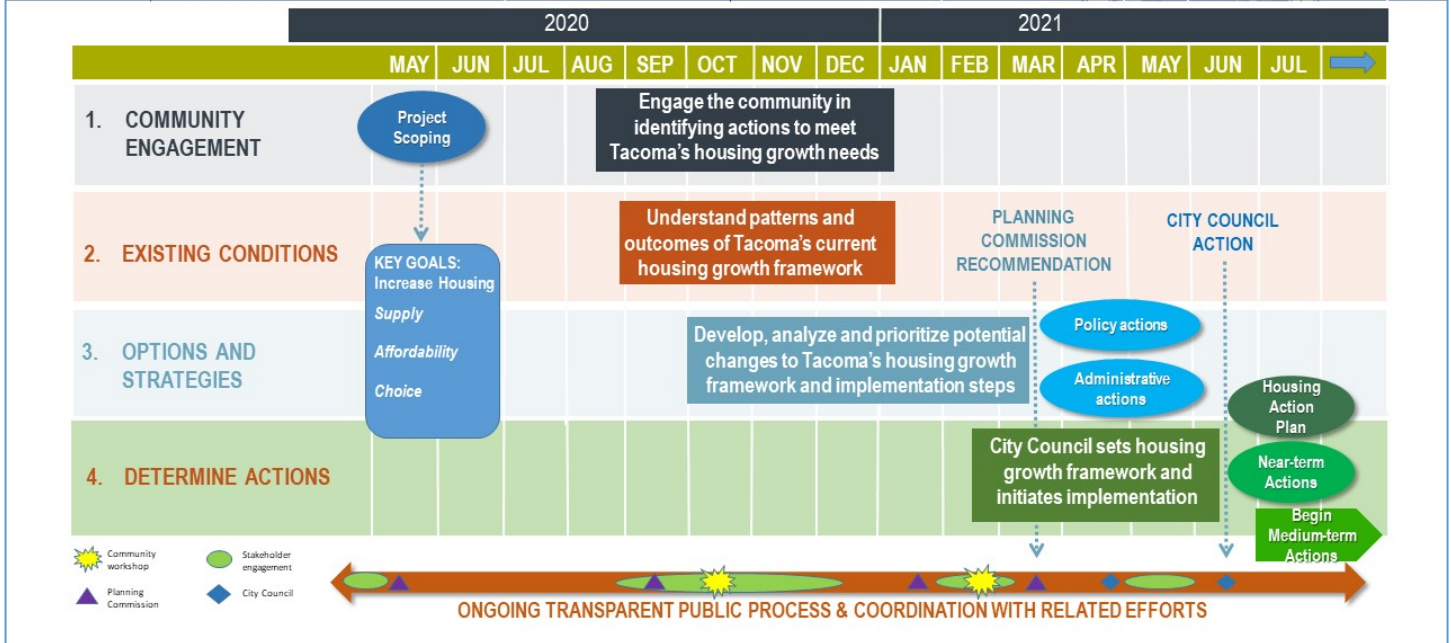 2020
2021
MAY JUN JUL AUG SEP OCT NOV DEC JAN FEB MAR APR MAY JUN JUL
1. COMMUNITY
ENGAGEMENT
Project
Scoping
Engage the community in
identifying actions to meet
Tacoma's housing growth needs
2. EXISTING CONDITIONS
KEY GOALS:
Increase Housing
Supply
Affordability
Choice
Understand patterns and
outcomes of Tacoma's current
housing growth framework
PLANNING
COMMISSION
RECOMMENDATION
CITY COUNCIL
ACTION
3. OPTIONS AND
STRATEGIES
Develop, analyze and prioritize potential
changes to Tacoma's housing growth
framework and implementation steps
Policy actions
Administrative
actions
Housing
Action
Plan
4. DETERMINE ACTIONS
City Council sets housing
growth framework and
initiates implementation
Near-term
Actions
Begin
Medium-term
Actions
Community
workshop
Stakeholder
engagement
Planning
Commission
City Council
ONGOING TRANSPARENT PUBLIC PROCESS & COORDINATION WITH RELATED EFFORTS